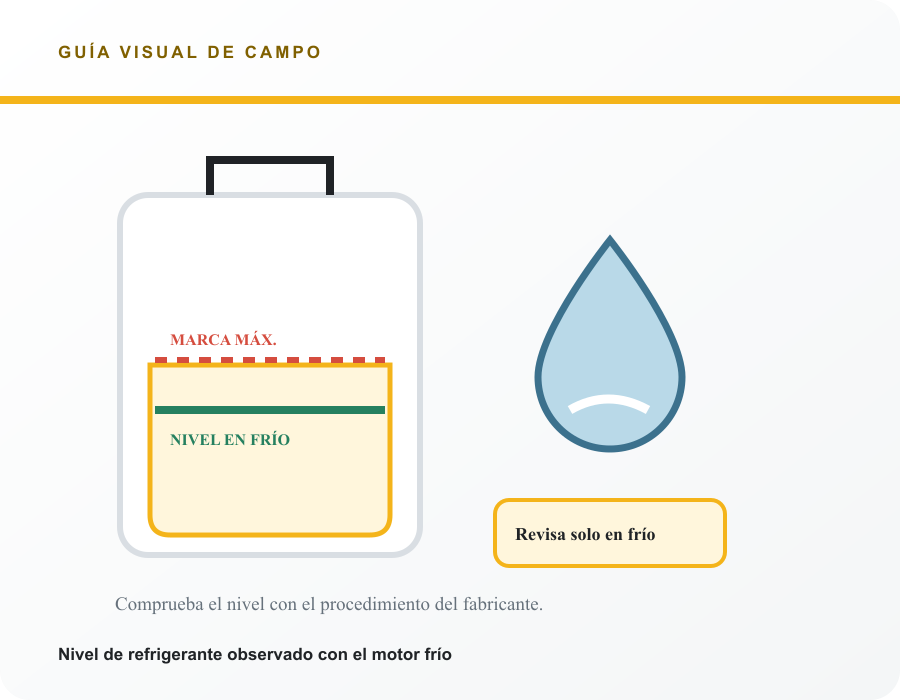 GUÍA VISUAL DE CAMPO
MARCA MÁX.
NIVEL EN FRÍO
Revisa solo en frío
Comprueba el nivel con el procedimiento del fabricante.
Nivel de refrigerante observado con el motor frío